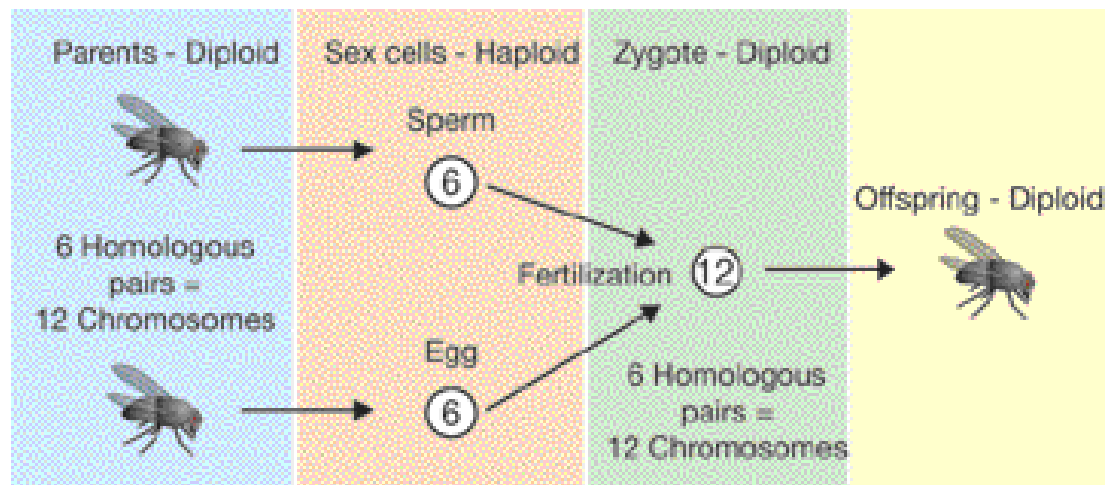 Parents - Diploid
Sex cells - Haploid
Zygote - Diploid
Sperm
6
Offspring - Diploid
6 Homologous
pairs =
12 Chromosomes
Fertilization
12
Egg
6
6 Homologous
pairs =
12 Chromosomes